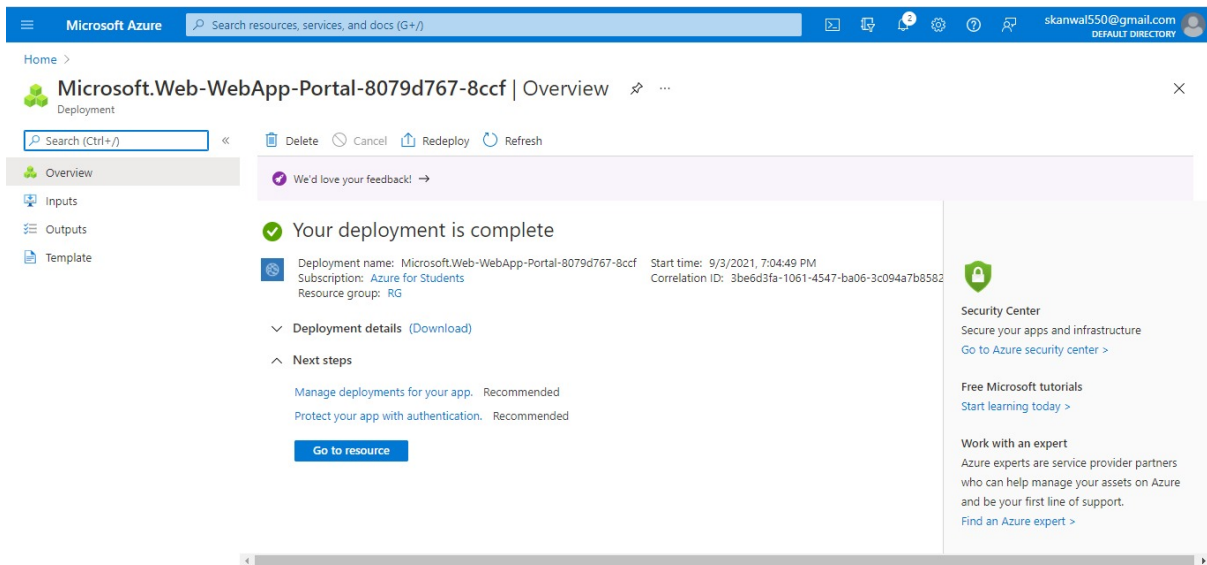 Microsoft Azure
Search resources, services, and docs (G+/)
2
skanwal550@gmail.com
DEFAULT DIRECTORY
Home >
Microsoft.Web-WebApp-Portal-8079d767-8ccf | Overview
Deployment
Search (Ctrl+/)
«
Delete
Cancel
Redeploy
Refresh
Overview
Inputs
Outputs
Template
We'd love your feedback! →
Your deployment is complete
Deployment name: Microsoft.Web-WebApp-Portal-8079d767-8ccf
Subscription: Azure for Students
Resource group: RG
Start time: 9/3/2021, 7:04:49 PM
Correlation ID: 3be6d3fa-1061-4547-ba06-3c094a7b8582
Deployment details (Download)
Next steps
Manage deployments for your app. Recommended
Protect your app with authentication. Recommended
Go to resource
Security Center
Secure your apps and infrastructure
Go to Azure security center >
Free Microsoft tutorials
Start learning today >
Work with an expert
Azure experts are service provider partners
who can help manage your assets on Azure
and be your first line of support.
Find an Azure expert >